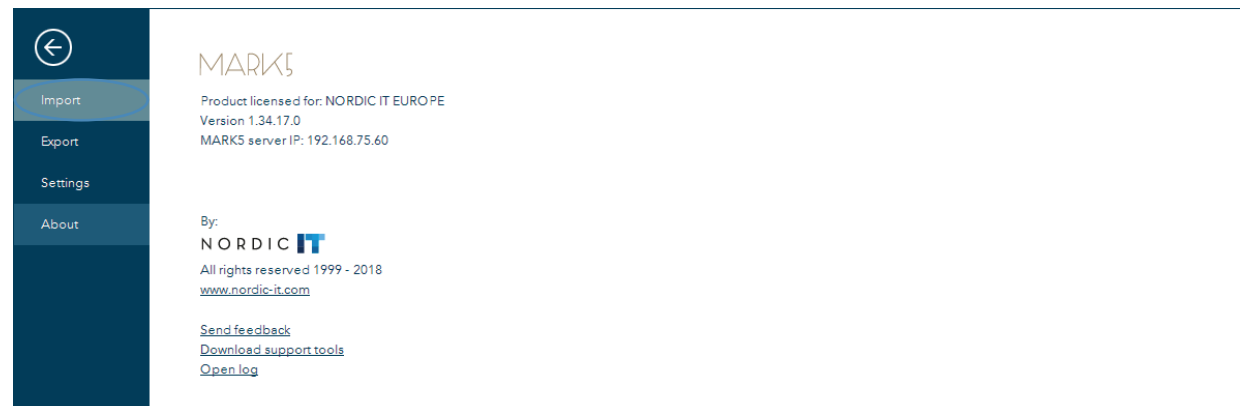 Import
Export
Settings
About
MARK5
Product licensed for: NORDIC IT EUROPE
Version 1.34.17.0
MARK5 server IP: 192.168.75.60
By:
NORDIC IT
All rights reserved 1999 - 2018
www.nordic-it.com
Send feedback
Download support tools
Open log